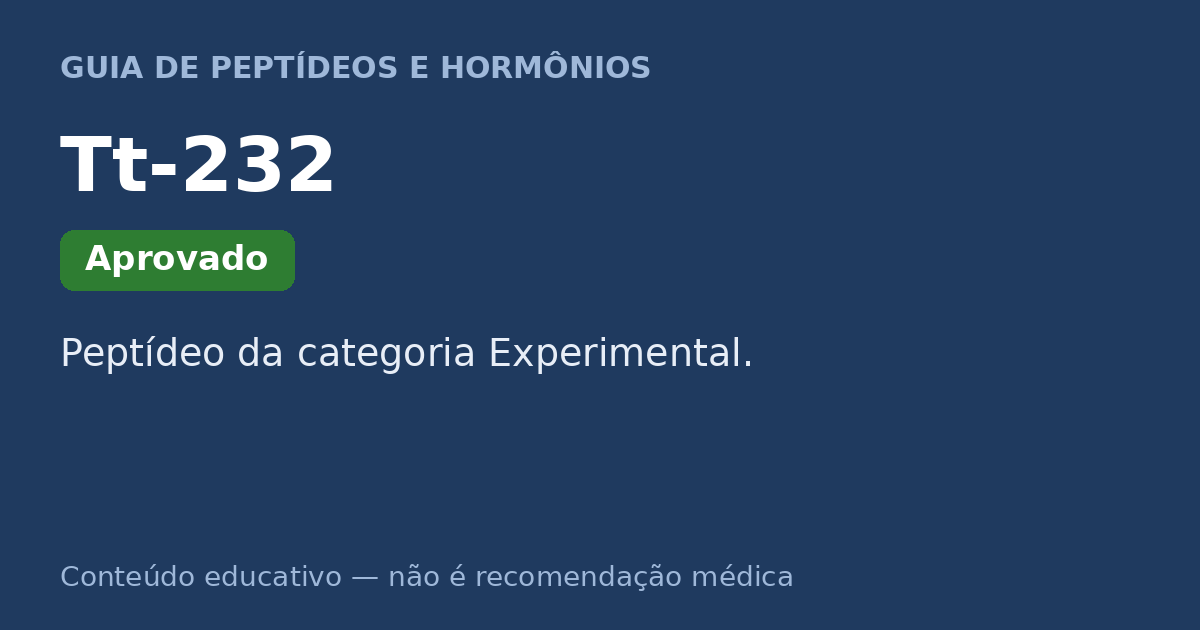 GUIA DE PEPTÍDEOS E HORMÔNIOS
Tt-232
Aprovado
Peptídeo da categoria Experimental.
Conteúdo educativo — não é recomendação médica